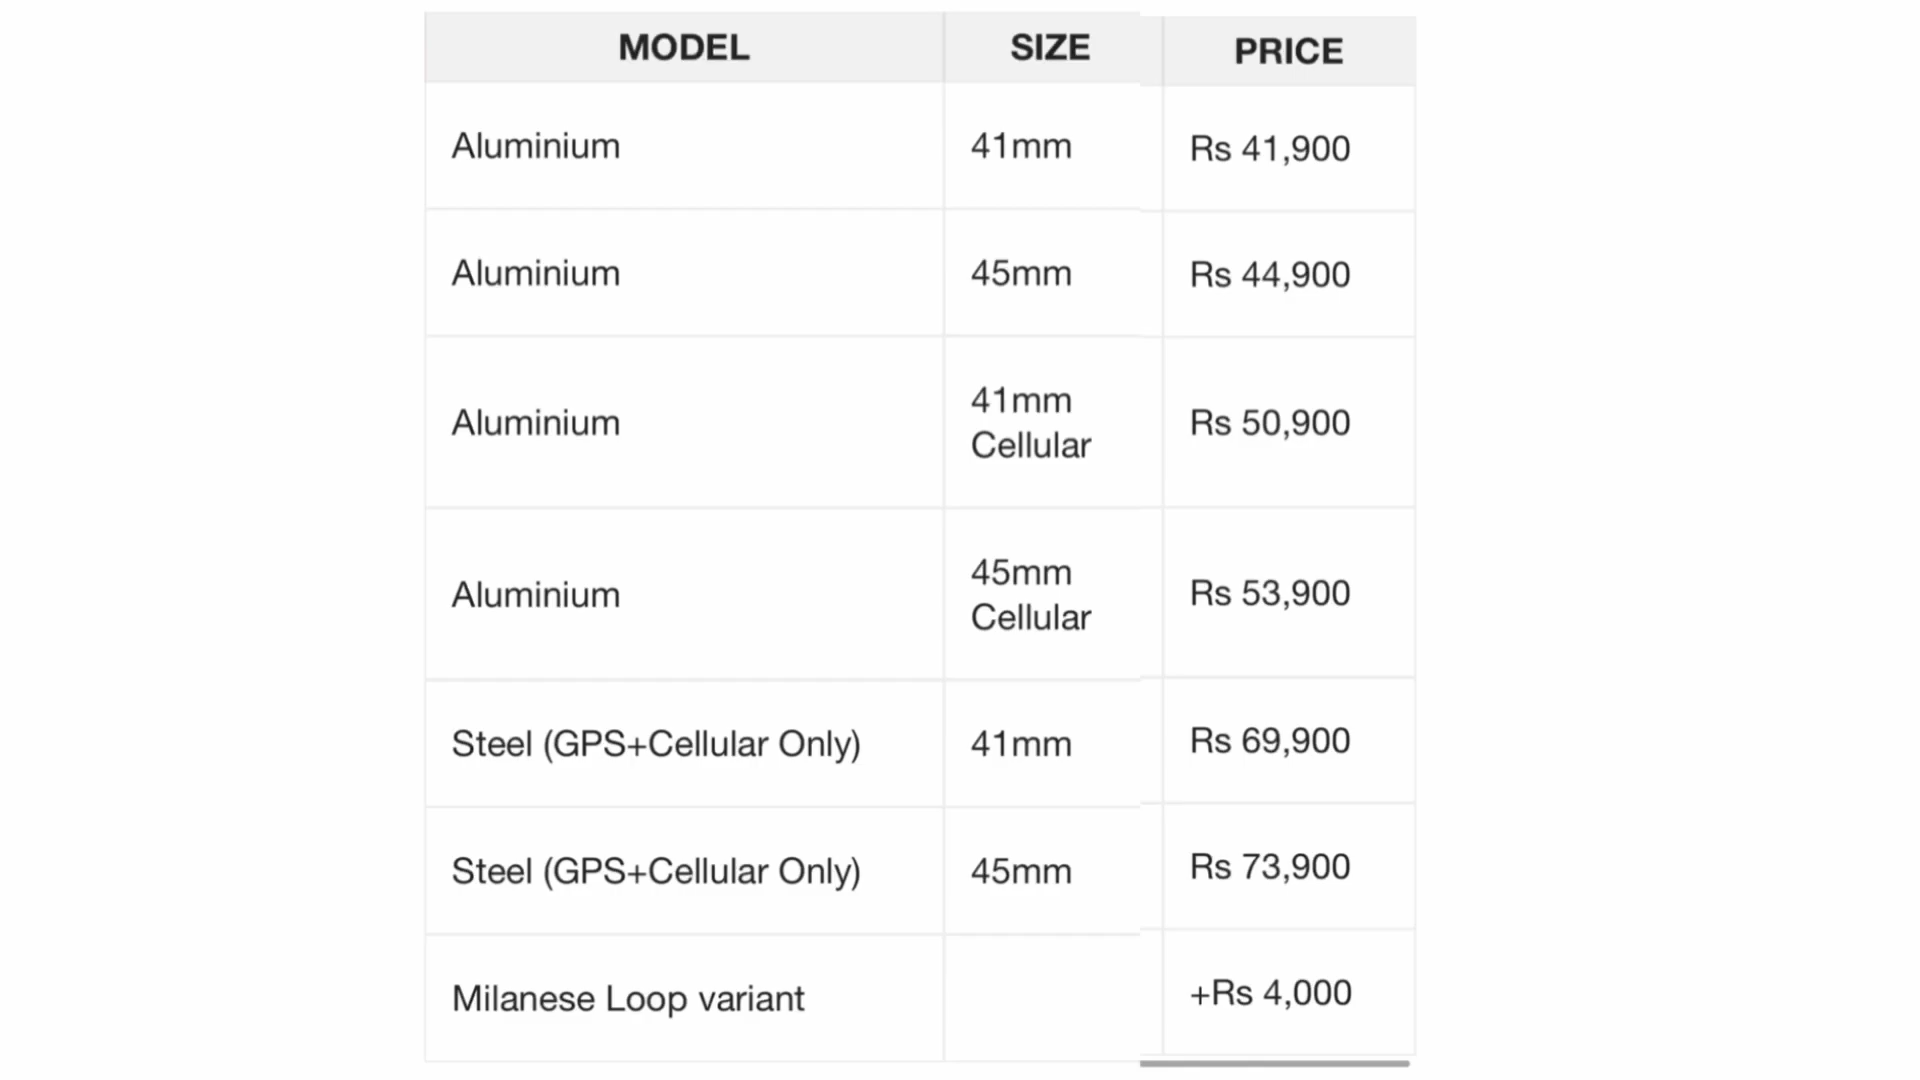 MODEL SIZE PRICE
Aluminium 41mm Rs 41,900
Aluminium 45mm Rs 44,900
Aluminium 41mm Cellular Rs 50,900
Aluminium 45mm Cellular Rs 53,900
Steel (GPS+Cellular Only) 41mm Rs 69,900
Steel (GPS+Cellular Only) 45mm Rs 73,900
Milanese Loop variant +Rs 4,000